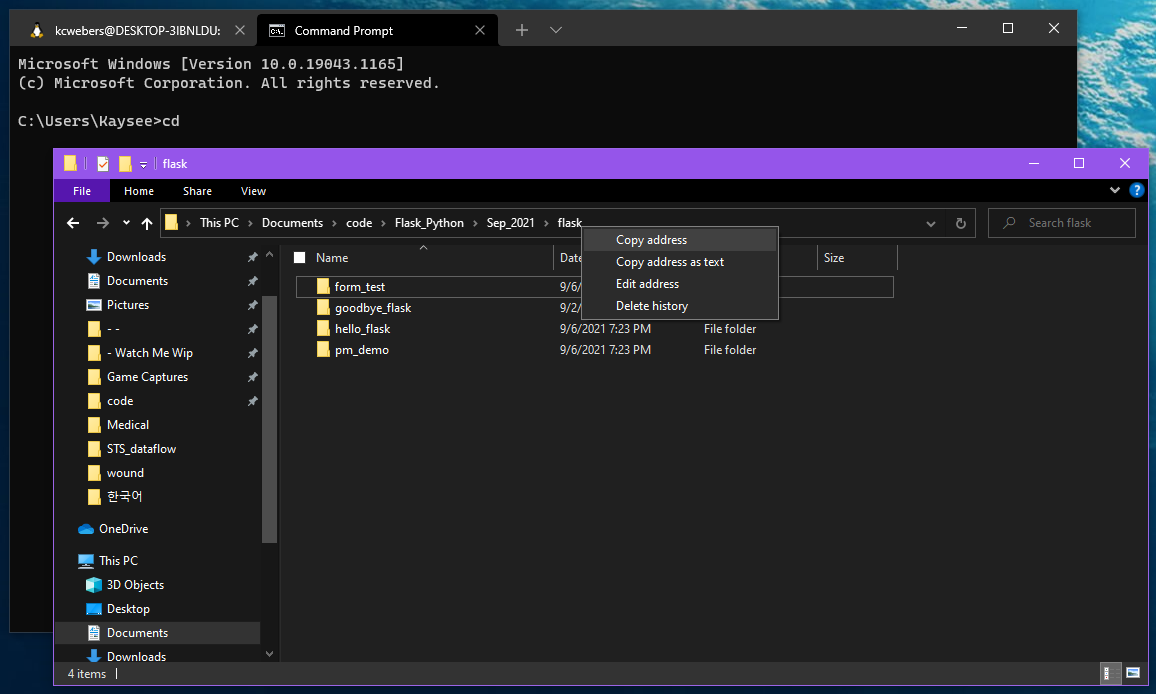 kcwebers@DESKTOP-3IBNLDU:
Command Prompt
Microsoft Windows [Version 10.0.19043.1165]
(c) Microsoft Corporation. All rights reserved.
C:\Users\Kaysee>cd
flask
File Home Share View
This PC > Documents > code > Flask_Python > Sep_2021 > flask
Search flask
Name Date Size
Copy address
Copy address as text
Edit address
Delete history
form_test 9/6/
goodbye_flask 9/2/
hello_flask 9/6/2021 7:23 PM File folder
pm_demo 9/6/2021 7:23 PM File folder
Downloads
Documents
Pictures
- -
- Watch Me Wip
Game Captures
code
Medical
STS_dataflow
wound
한국어
OneDrive
This PC
3D Objects
Desktop
Documents
Downloads
4 items